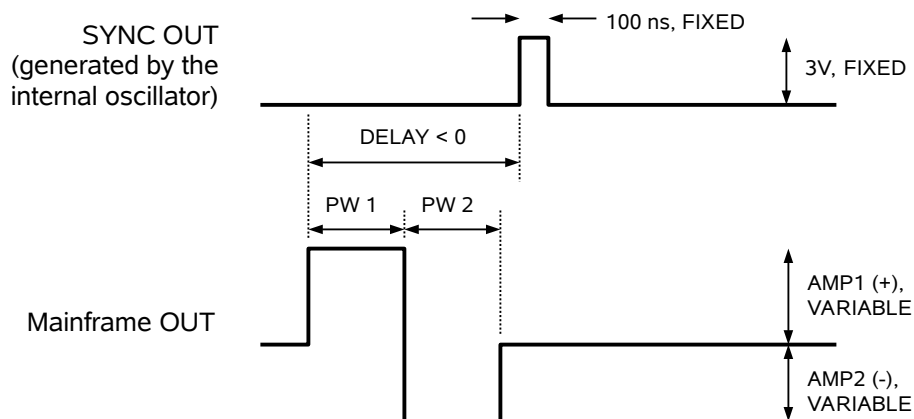 100 ns, FIXED
SYNC OUT
(generated by the
internal oscillator)
3V, FIXED
DELAY < 0
PW 1
PW 2
AMP1 (+),
VARIABLE
Mainframe OUT
AMP2 (-),
VARIABLE